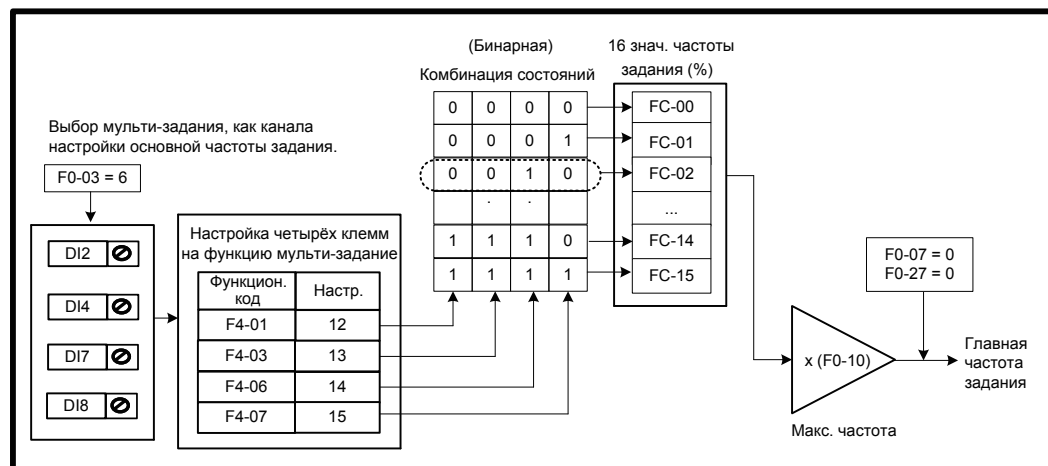 (Бинарная)
Комбинация состояний
16 знач. частоты
задания (%)
0 0 0 0
FC-00
0 0 0 1
FC-01
0 0 1 0
FC-02
. .
...
1 1 1 0
FC-14
1 1 1 1
FC-15
Выбор мульти-задания, как канала
настройки основной частоты задания.
F0-03 = 6
DI2
DI4
DI7
DI8
Настройка четырёх клемм
на функцию мульти-задание
Функцион.
код
Настр.
F4-01 12
F4-03 13
F4-06 14
F4-07 15
x (F0-10)
Макс. частота
F0-07 = 0
F0-27 = 0
Главная
частота
задания